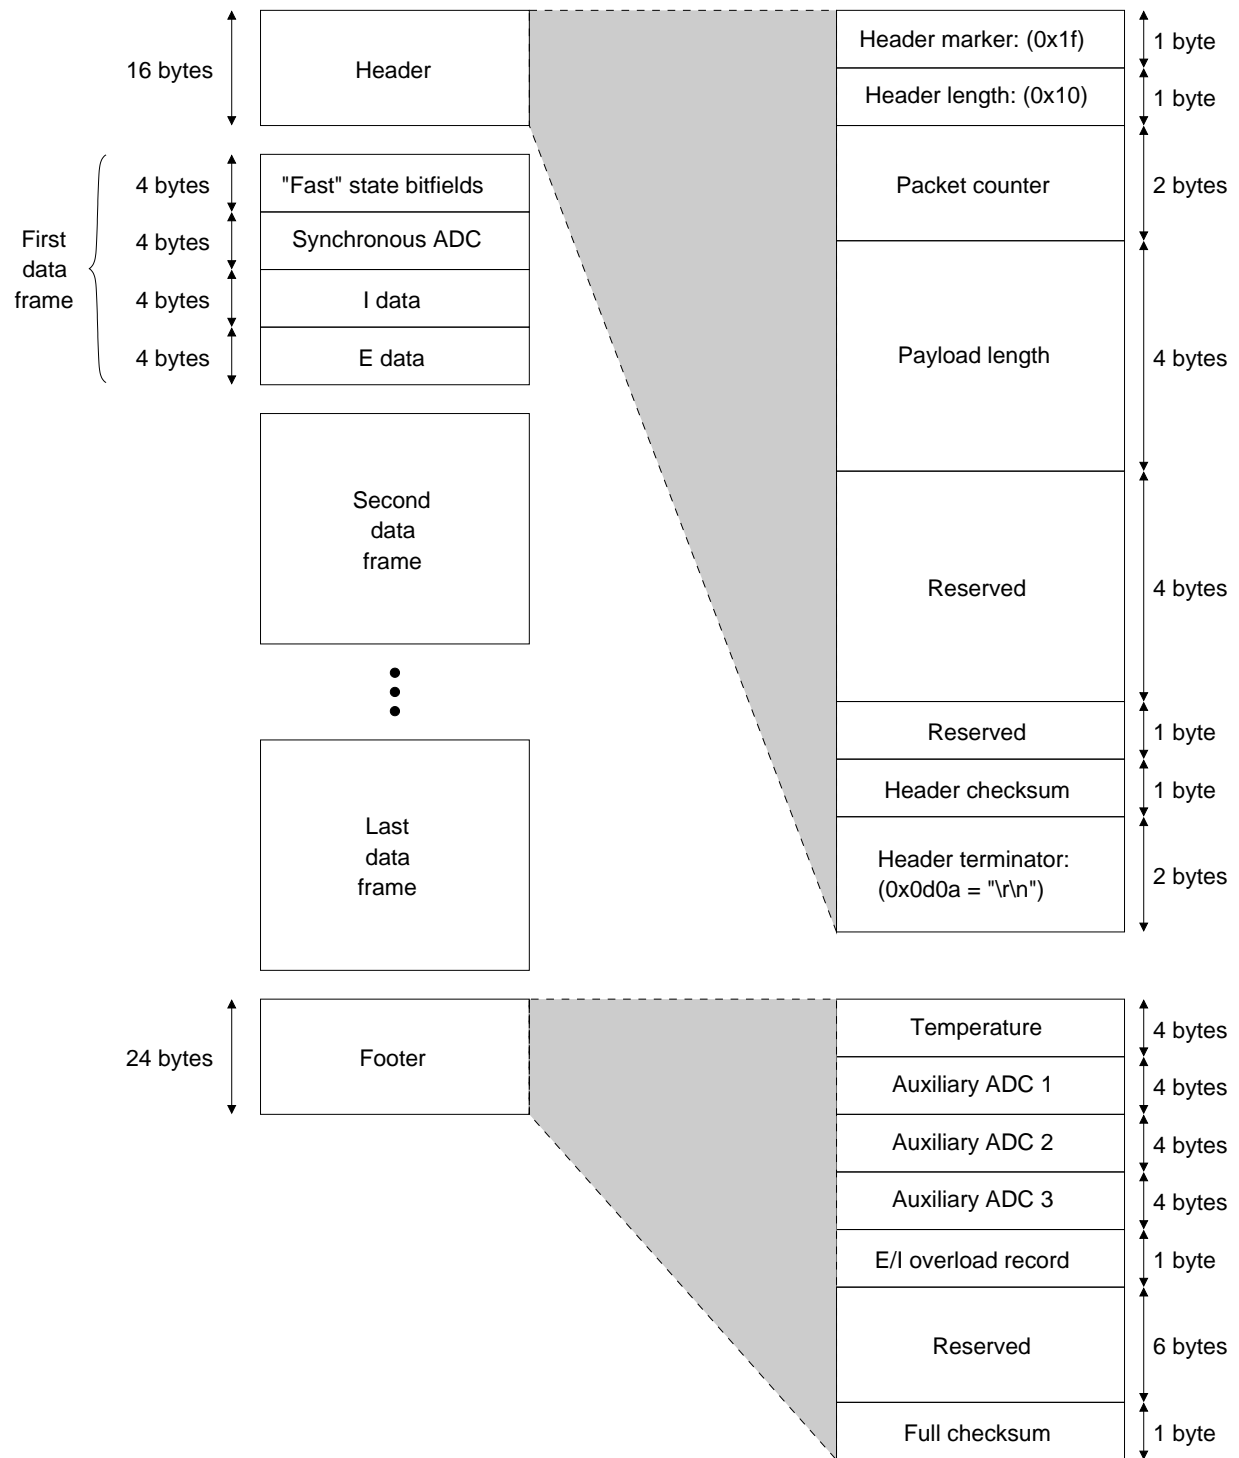 16 bytes
Header
First
data
frame
4 bytes
"Fast" state bitfields
4 bytes
Synchronous ADC
4 bytes
I data
4 bytes
E data
Second
data
frame
Last
data
frame
24 bytes
Footer
Header marker: (0x1f)
1 byte
Header length: (0x10)
1 byte
Packet counter
2 bytes
Payload length
4 bytes
Reserved
4 bytes
Reserved
1 byte
Header checksum
1 byte
Header terminator:
(0x0d0a = "\r\n")
2 bytes
Temperature
4 bytes
Auxiliary ADC 1
4 bytes
Auxiliary ADC 2
4 bytes
Auxiliary ADC 3
4 bytes
E/I overload record
1 byte
Reserved
6 bytes
Full checksum
1 byte